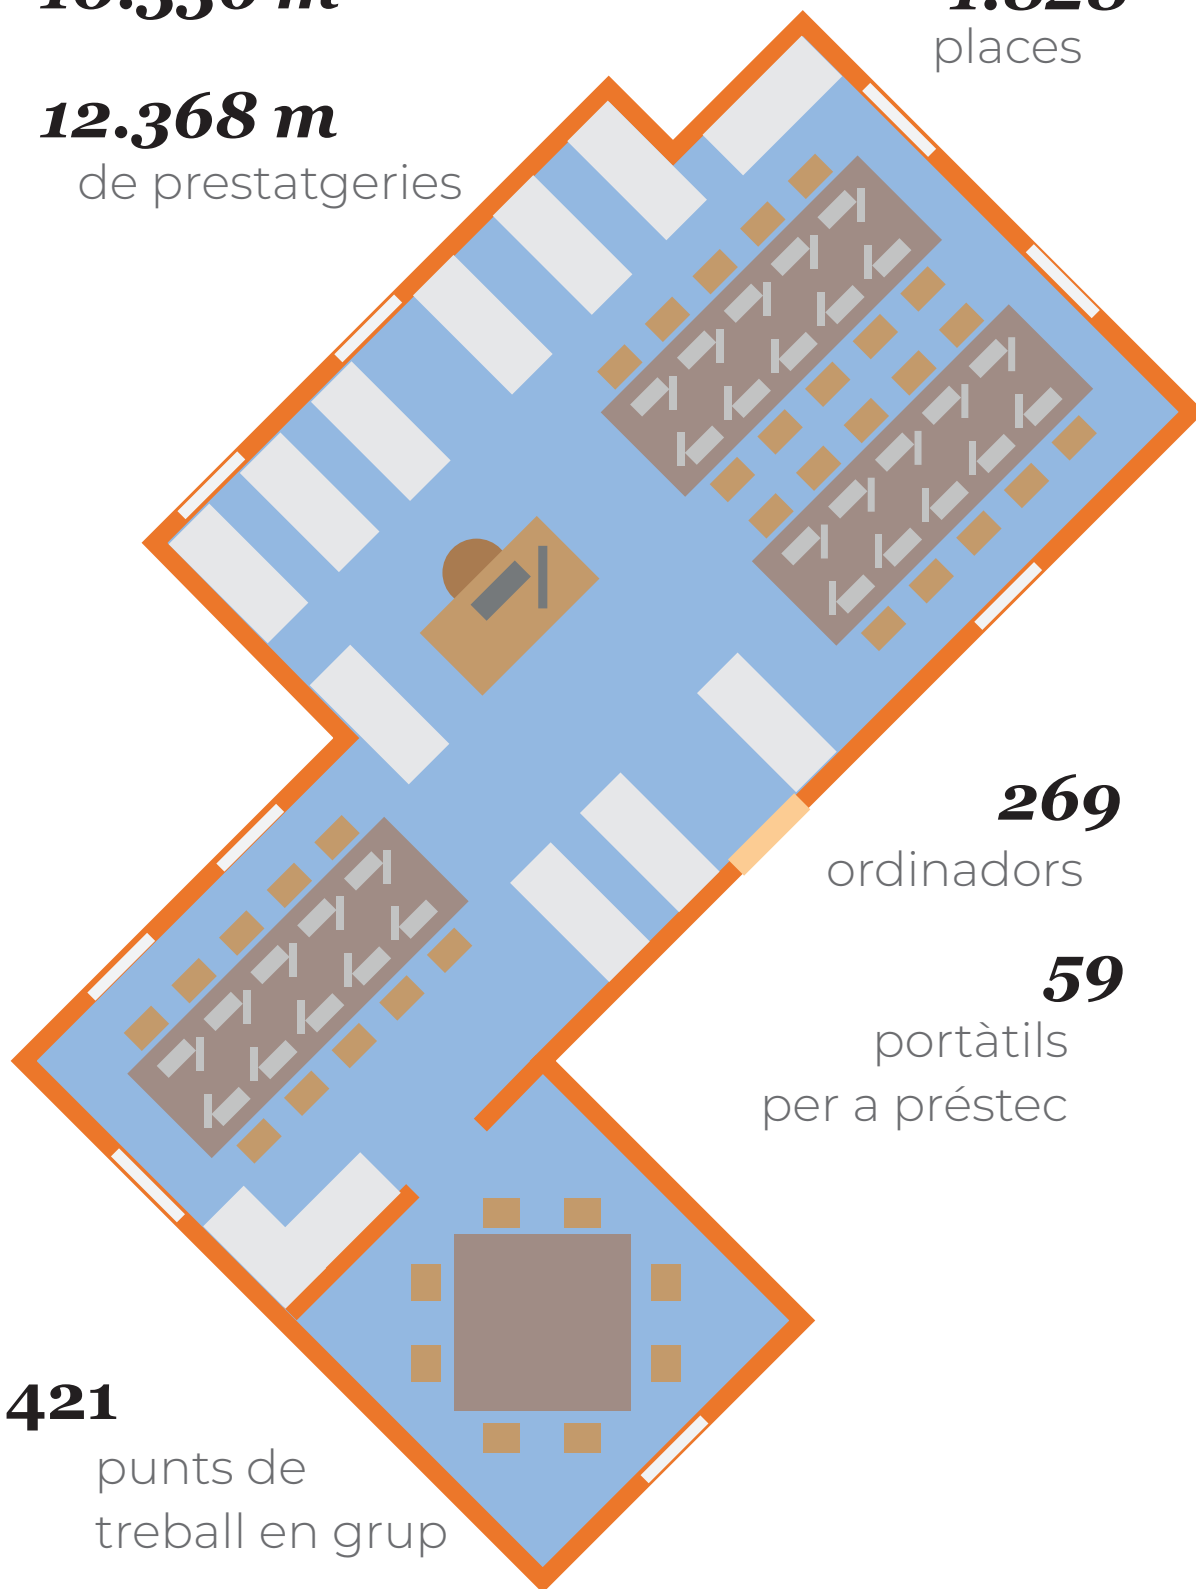 12.368 m
de prestatgeries
places
269
ordinadors
59
portàtils
per a préstec
421
punts de
treball en grup